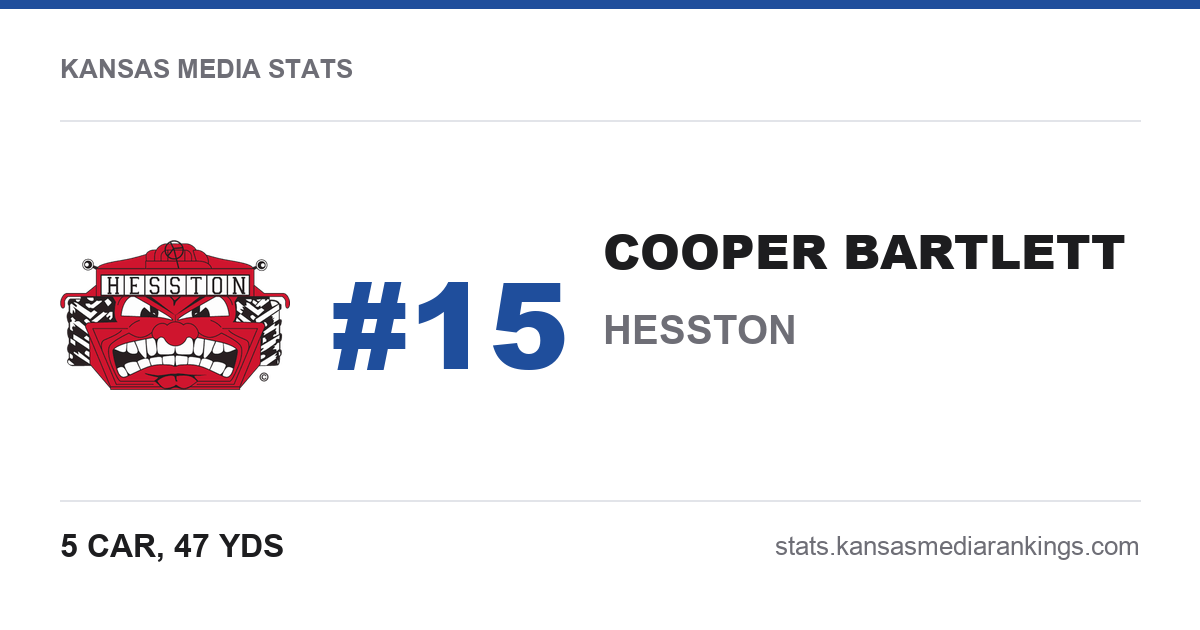 KANSAS MEDIA STATS
HESSTON
©
#15
COOPER BARTLETT
HESSTON
5 CAR, 47 YDS
stats.kansasmediarankings.com